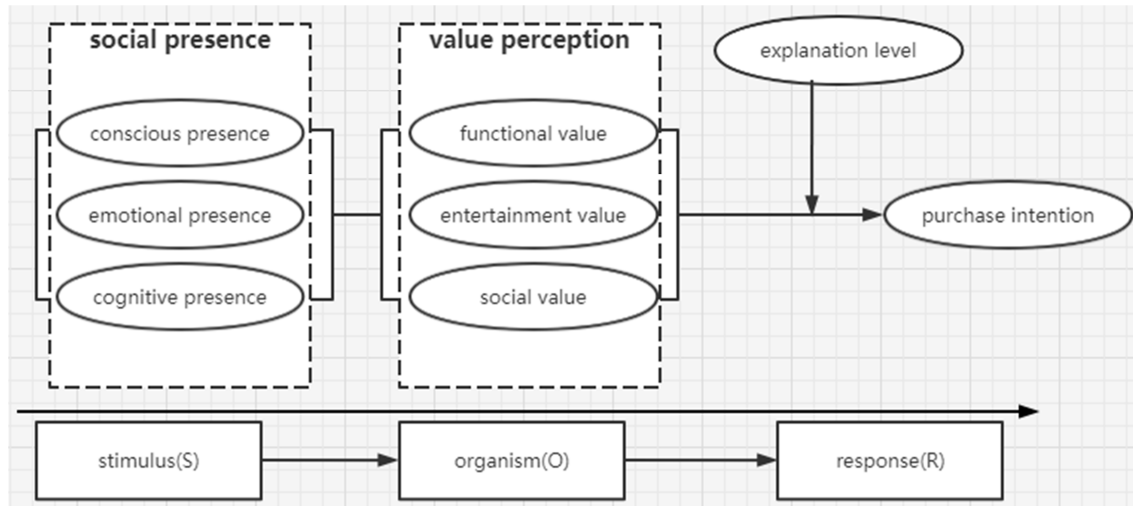 social presence
conscious presence
emotional presence
cognitive presence
value perception
functional value
entertainment value
social value
explanation level
purchase intention
stimulus(S)
organism(O)
response(R)